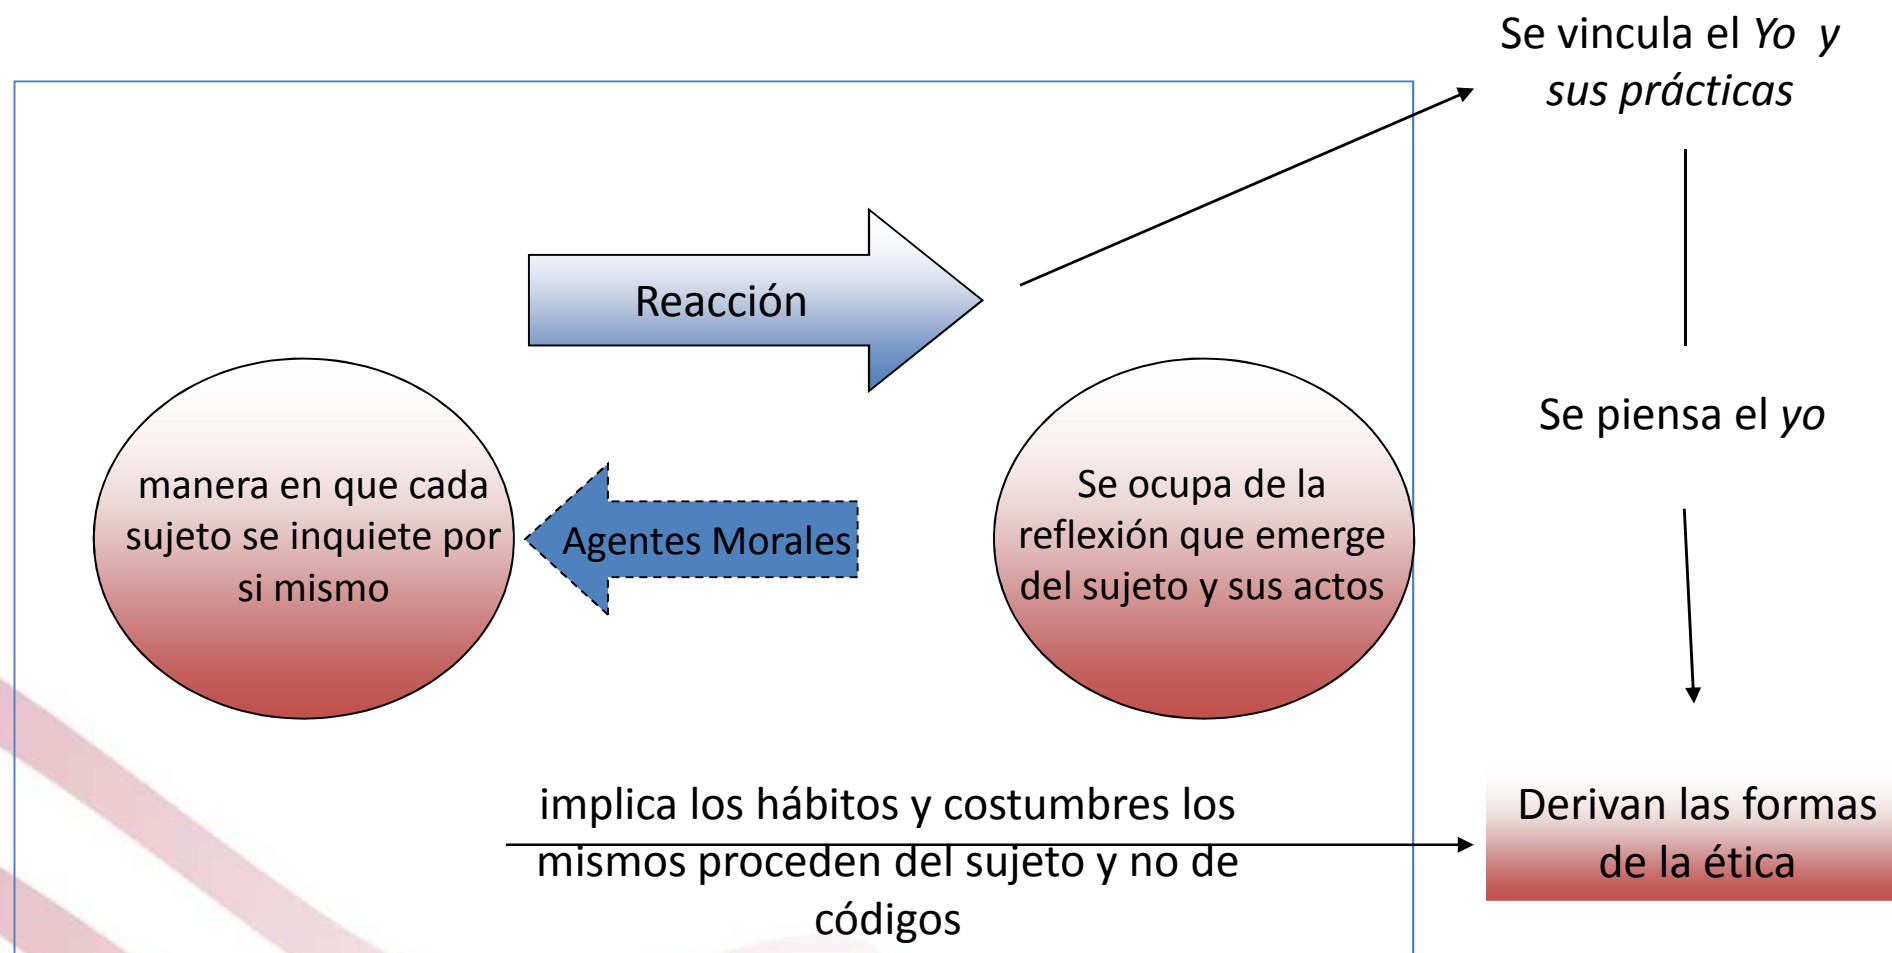 Se vincula el Yo y
sus prácticas
Reacción
Se piensa el yo
manera en que cada
sujeto se inquiete por
si mismo
Agentes Morales
Se ocupa de la
reflexión que emerge
del sujeto y sus actos
implica los hábitos y costumbres los
mismos proceden del sujeto y no de
códigos
Derivan las formas
de la ética